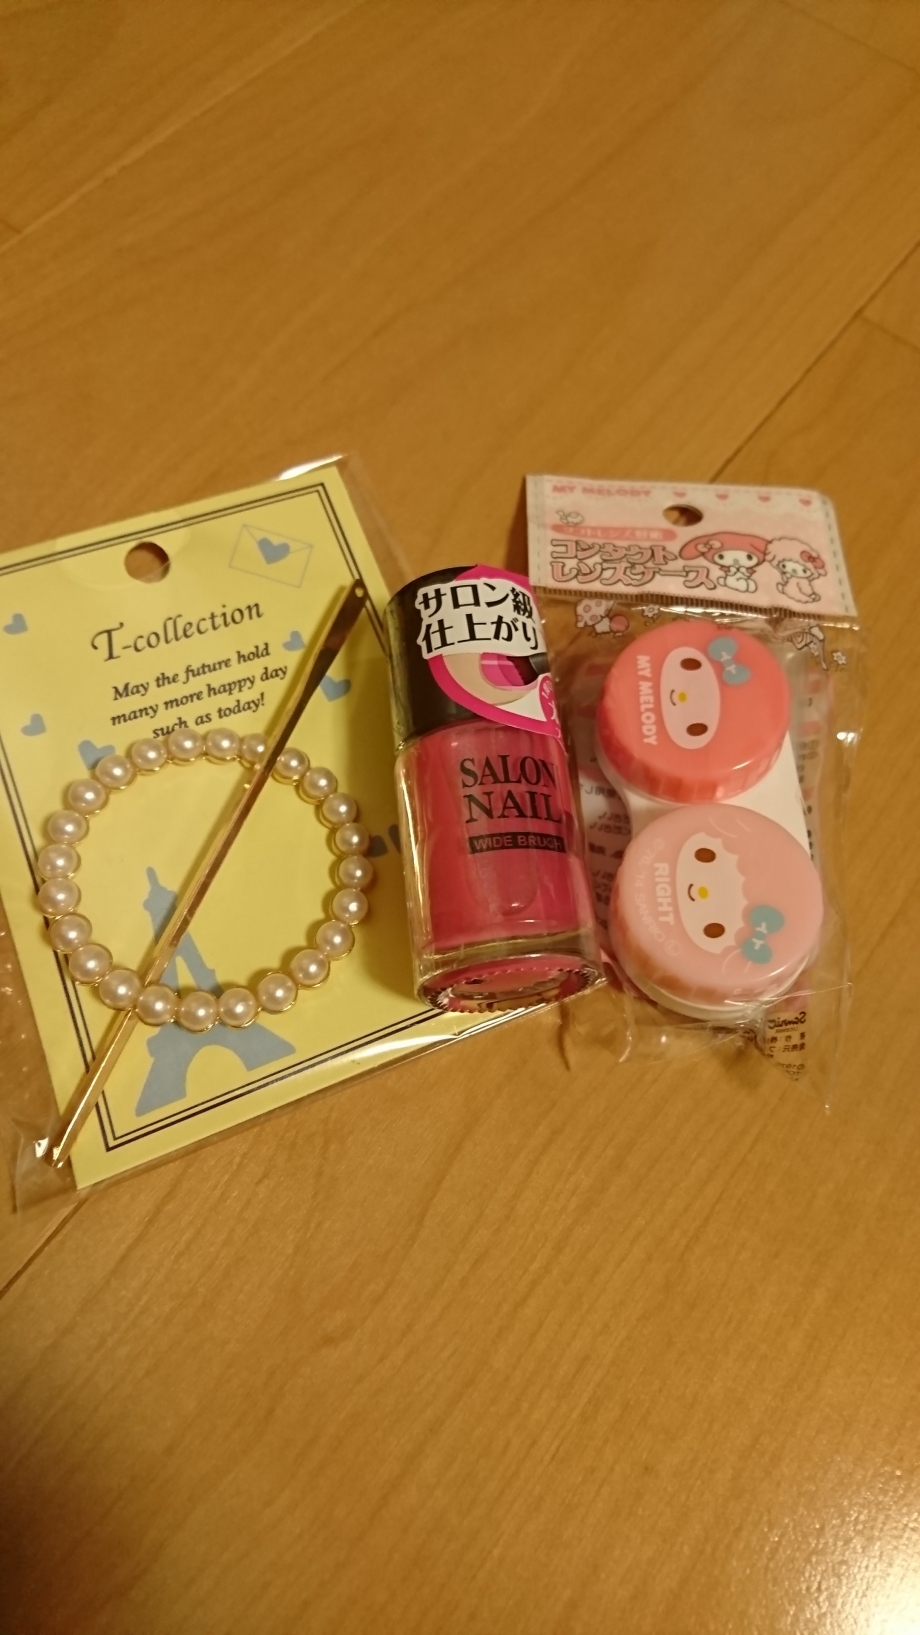 T-collection
May the future hold
many more happy day
such as today!
サロン級
仕上がり
SALON
NAIL
WIDE BRUSH
MY MELODY
コンタクト
レンズケース
MY MELODY
RIGHT